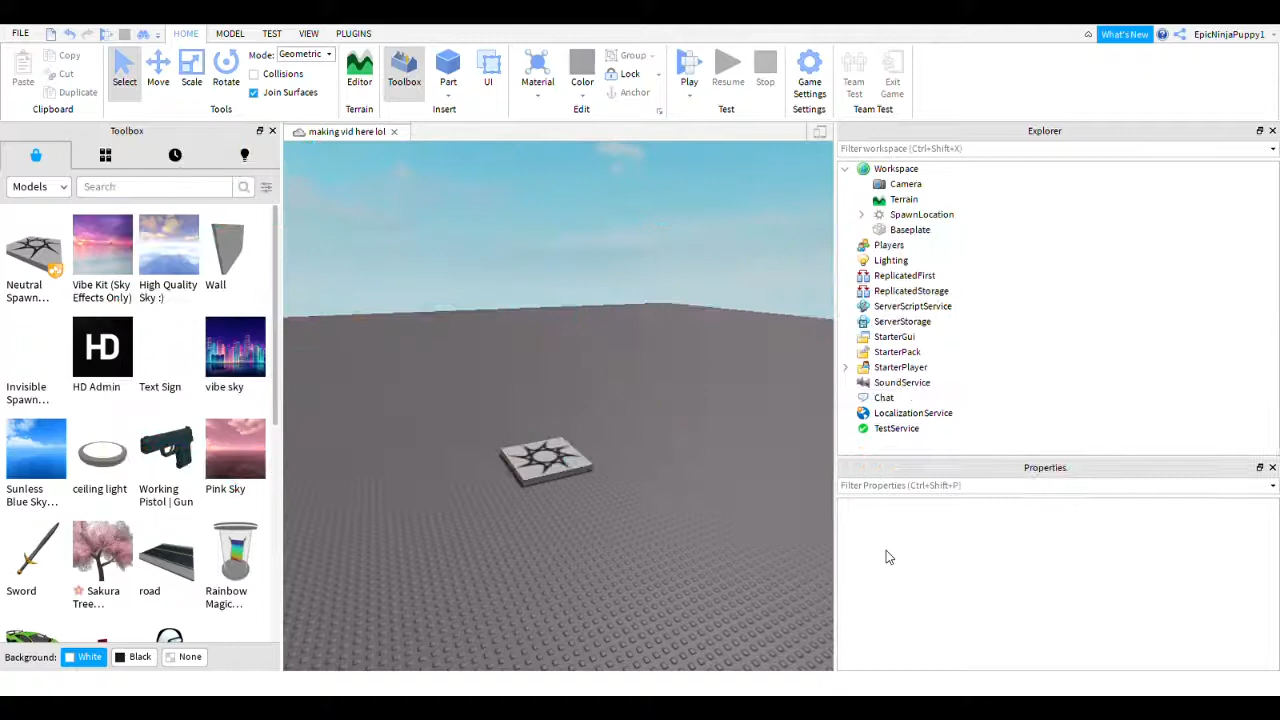 FILE HOME MODEL TEST VIEW PLUGINS What's New EpicNinjaPuppy1
Paste Copy Cut Duplicate Clipboard
Select Move Scale Rotate Mode: Geometric Collisions Join Surfaces Tools
Editor Terrain
Toolbox Part UI Insert
Material Color Group Lock Anchor Edit
Play Resume Stop Test
Game Settings Settings
Team Test Exit Game Team Test
Toolbox
Models Search
Neutral Spawn...
Vibe Kit (Sky Effects Only)
High Quality Sky :)
Wall
Invisible Spawn...
HD
HD Admin
Text Sign
vibe sky
Sunless Blue Sky...
ceiling light
Working Pistol | Gun
Pink Sky
Sword
Sakura Tree...
road
Rainbow Magic...
Background: White Black None
making vid here lol
Explorer
Filter workspace (Ctrl+Shift+X)
Workspace
Camera
Terrain
SpawnLocation
Baseplate
Players
Lighting
ReplicatedFirst
ReplicatedStorage
ServerScriptService
ServerStorage
StarterGui
StarterPack
StarterPlayer
SoundService
Chat
LocalizationService
TestService
Properties
Filter Properties (Ctrl+Shift+P)